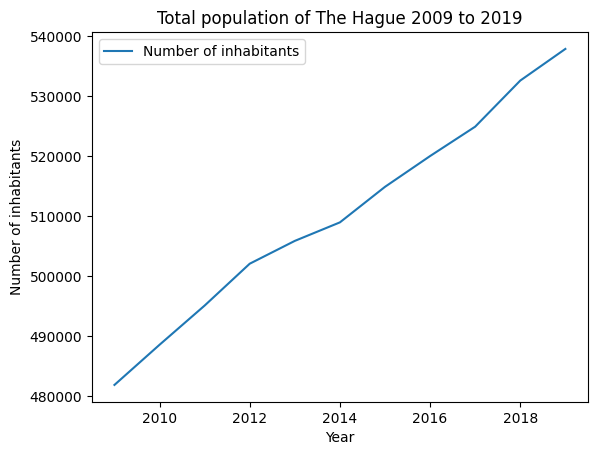 Total population of The Hague 2009 to 2019
Number of inhabitants
540000
530000
520000
510000
500000
490000
480000
Number of inhabitants
2010 2012 2014 2016 2018
Year